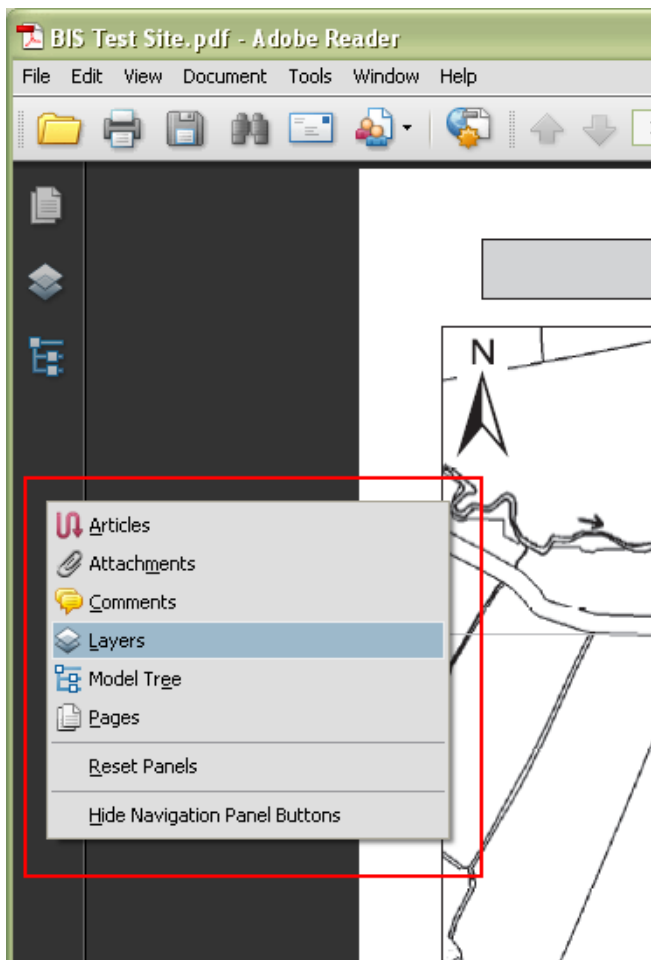 BIS Test Site.pdf - Adobe Reader
File Edit View Document Tools Window Help
N
Articles
Attachments
Comments
Layers
Model Tree
Pages
Reset Panels
Hide Navigation Panel Buttons